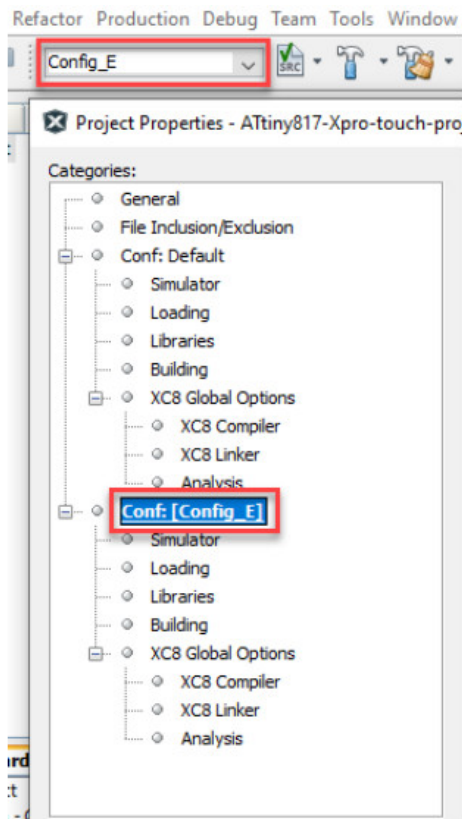 Refactor Production Debug Team Tools Window
Config_E
SRC
Project Properties - ATtiny817-Xpro-touch-proj
Categories:
General
File Inclusion/Exclusion
Conf: Default
Simulator
Loading
Libraries
Building
XC8 Global Options
XC8 Compiler
XC8 Linker
Analysis
Conf: [Config_E]
Simulator
Loading
Libraries
Building
XC8 Global Options
XC8 Compiler
XC8 Linker
Analysis